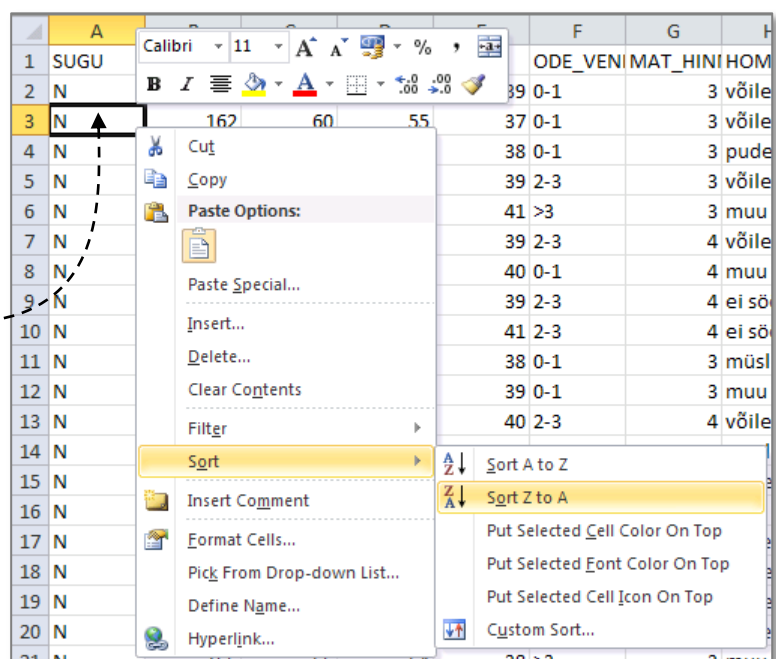 A F G
Calibri 11 %
B I A
1 SUGU ODE_VENI MAT_HINI HOM
2 N 39 0-1 3 võile
3 N 162 60 55 37 0-1 3 võile
4 N 38 0-1 3 pude
5 N 39 2-3 3 võile
6 N 41 >3 3 muu
7 N 39 2-3 4 võile
8 N 40 0-1 4 muu
9 N 39 2-3 4 ei söö
10 N 41 2-3 4 ei söö
11 N 38 0-1 3 müsl
12 N 39 0-1 3 muu
13 N 40 2-3 4 võile
14 N
15 N
16 N
17 N
18 N
19 N
20 N
Cut
Copy
Paste Options:
Paste Special...
Insert...
Delete...
Clear Contents
Filter
Sort
Insert Comment
Format Cells...
Pick From Drop-down List...
Define Name...
Hyperlink...
Sort A to Z
Sort Z to A
Put Selected Cell Color On Top
Put Selected Font Color On Top
Put Selected Cell Icon On Top
Custom Sort...